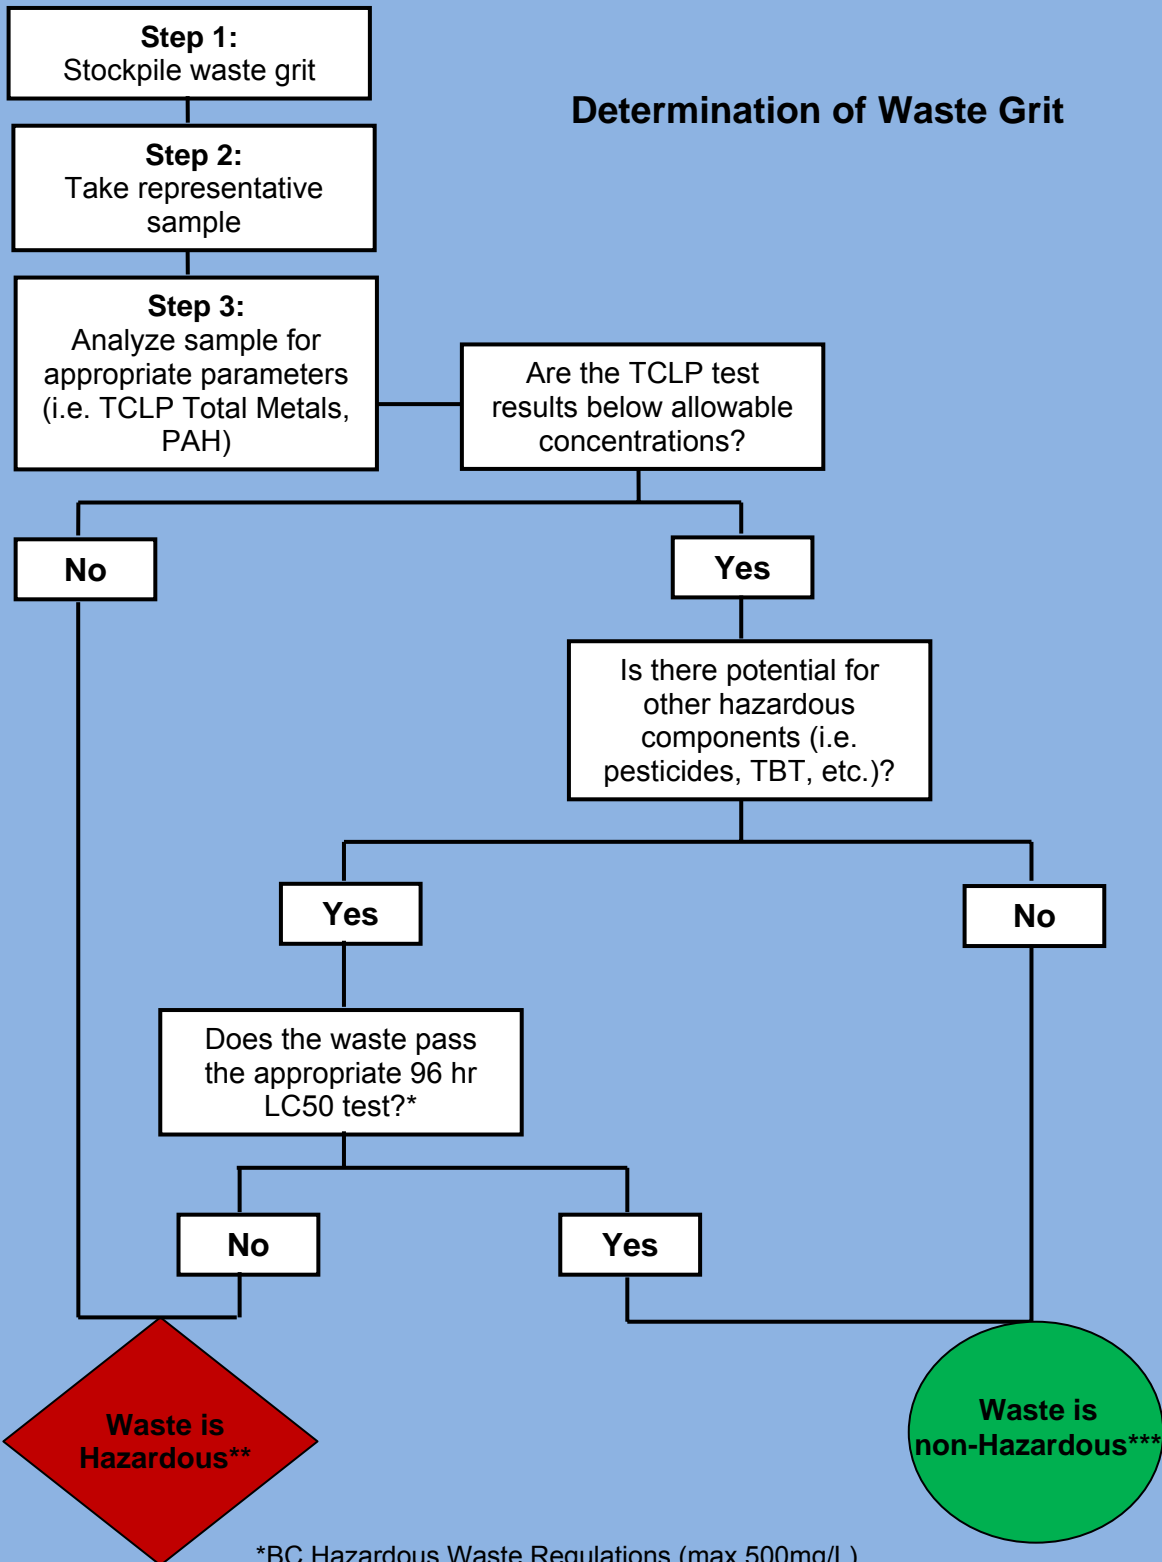 Step 1:
Stockpile waste grit
Determination of Waste Grit
Step 2:
Take representative
sample
Step 3:
Analyze sample for
appropriate parameters
(i.e. TCLP Total Metals,
PAH)
Are the TCLP test
results below allowable
concentrations?
No
Yes
Is there potential for
other hazardous
components (i.e.
pesticides, TBT, etc.)?
Yes
No
Does the waste pass
the appropriate 96 hr
LC50 test?*
No
Yes
Waste is
Hazardous**
Waste is
non-Hazardous***
*BC Hazardous Waste Regulations (max 500mg/L)